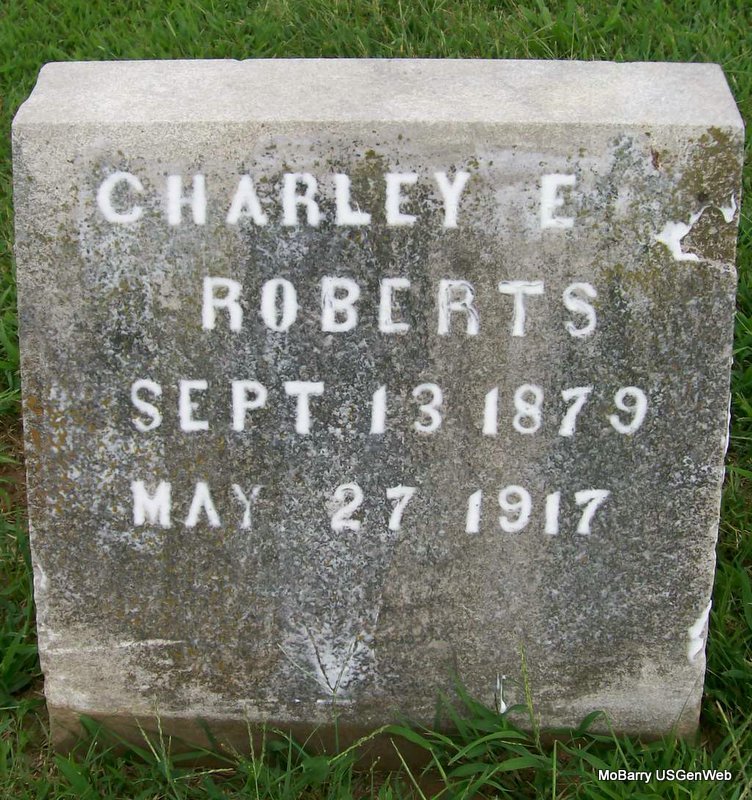 CHARLEY E
ROBERTS
SEPT 13 1879
MAY 27 1917
MoBarry USGenWeb